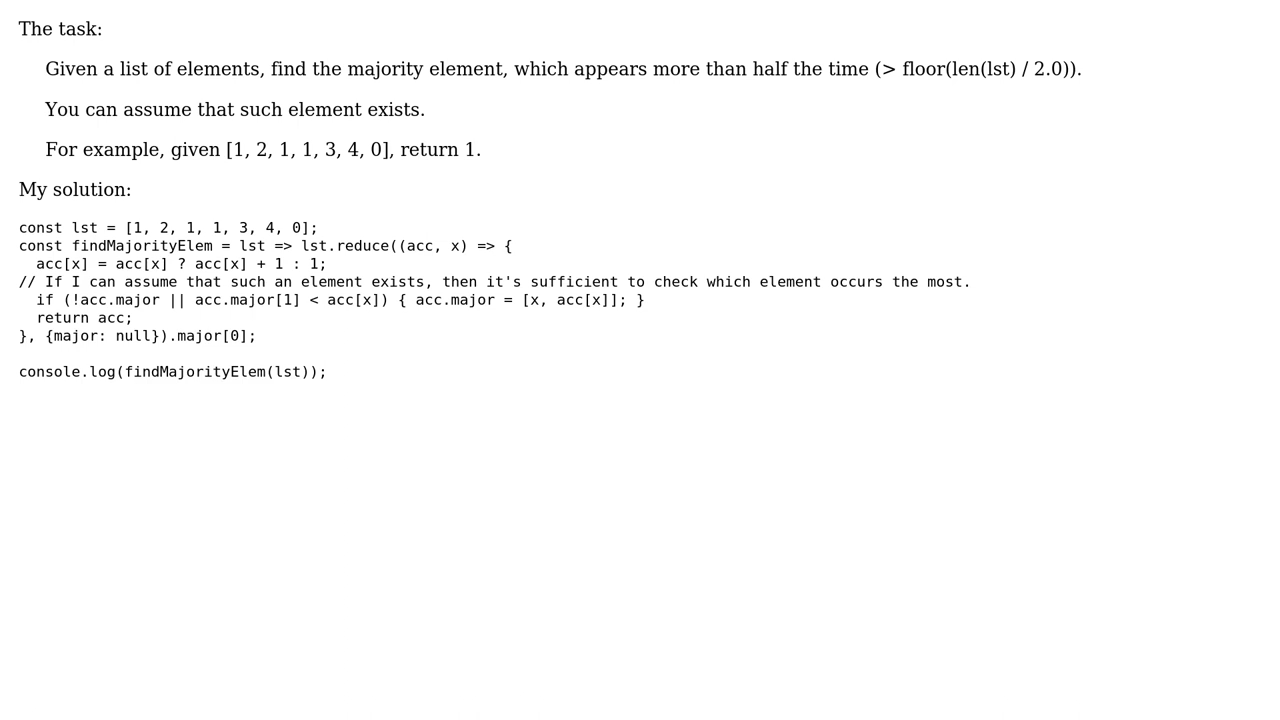 The task:
Given a list of elements, find the majority element, which appears more than half the time (> floor(len(lst) / 2.0)).
You can assume that such element exists.
For example, given [1, 2, 1, 1, 3, 4, 0], return 1.
My solution:
const lst = [1, 2, 1, 1, 3, 4, 0];
const findMajorityElem = lst => lst.reduce((acc, x) => {
  acc[x] = acc[x] ? acc[x] + 1 : 1;
// If I can assume that such an element exists, then it's sufficient to check which element occurs the most.
  if (!acc.major || acc.major[1] < acc[x]) { acc.major = [x, acc[x]]; }
  return acc;
}, {major: null}).major[0];
console.log(findMajorityElem(lst));